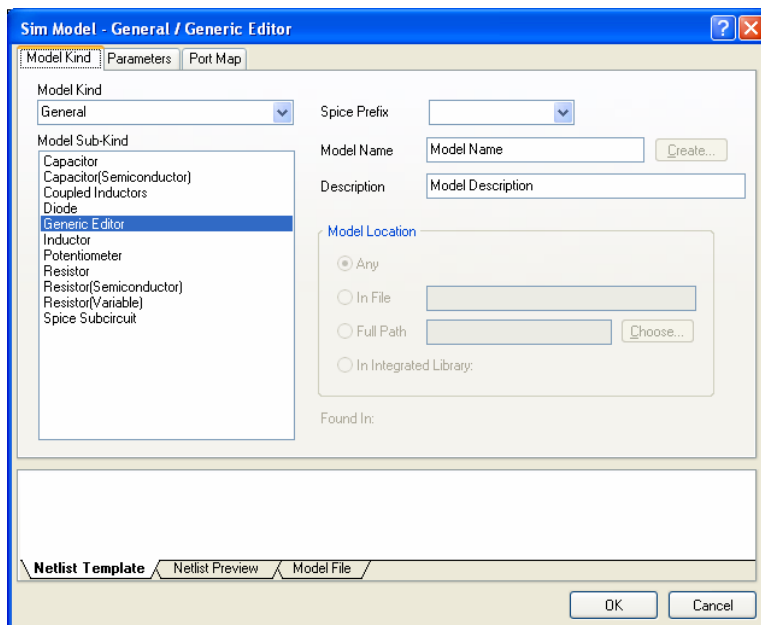 Sim Model - General / Generic Editor
Model Kind Parameters Port Map
Model Kind
General
Spice Prefix
Model Sub-Kind
Capacitor
Capacitor(Semiconductor)
Coupled Inductors
Diode
Generic Editor
Inductor
Potentiometer
Resistor
Resistor(Semiconductor)
Resistor(Variable)
Spice Subcircuit
Model Name Model Name Create...
Description Model Description
Model Location
Any
In File
Full Path Choose...
In Integrated Library:
Found In:
Netlist Template Netlist Preview Model File
OK Cancel